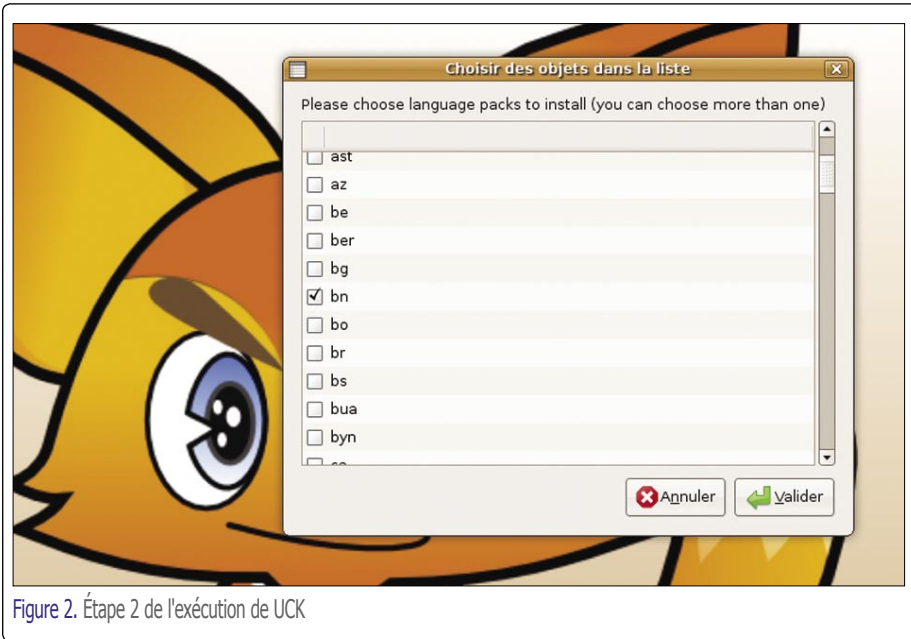 Choisir des objets dans la liste
Please choose language packs to install (you can choose more than one)
ast
az
be
ber
bg
bn
bo
br
bs
bua
byn
Annuler
Valider
Figure 2. Étape 2 de l'exécution de UCK